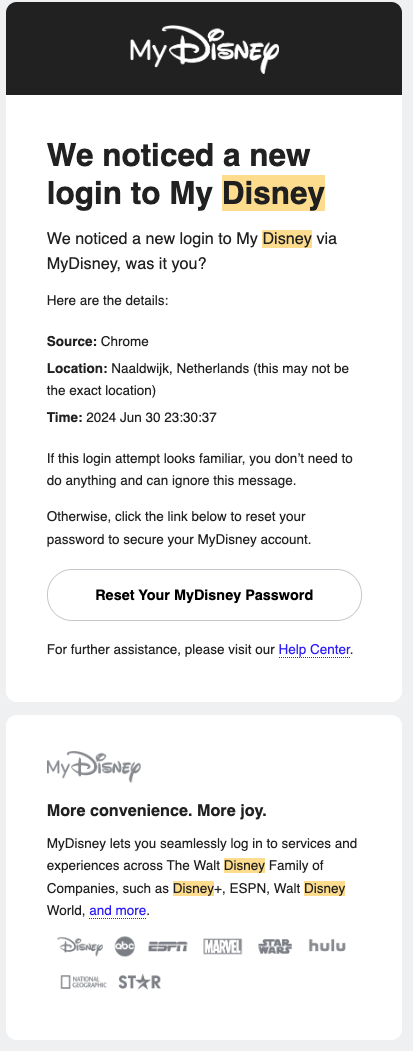 My Disney
We noticed a new
login to My Disney
We noticed a new login to My Disney via
MyDisney, was it you?
Here are the details:
Source: Chrome
Location: Naaldwijk, Netherlands (this may not be
the exact location)
Time: 2024 Jun 30 23:30:37
If this login attempt looks familiar, you don’t need to
do anything and can ignore this message.
Otherwise, click the link below to reset your
password to secure your MyDisney account.
Reset Your MyDisney Password
For further assistance, please visit our Help Center.
My Disney
More convenience. More joy.
MyDisney lets you seamlessly log in to services and
experiences across The Walt Disney Family of
Companies, such as Disney+, ESPN, Walt Disney
World, and more.
Disney abc ESPN MARVEL STAR WARS hulu
NATIONAL GEOGRAPHIC STAR